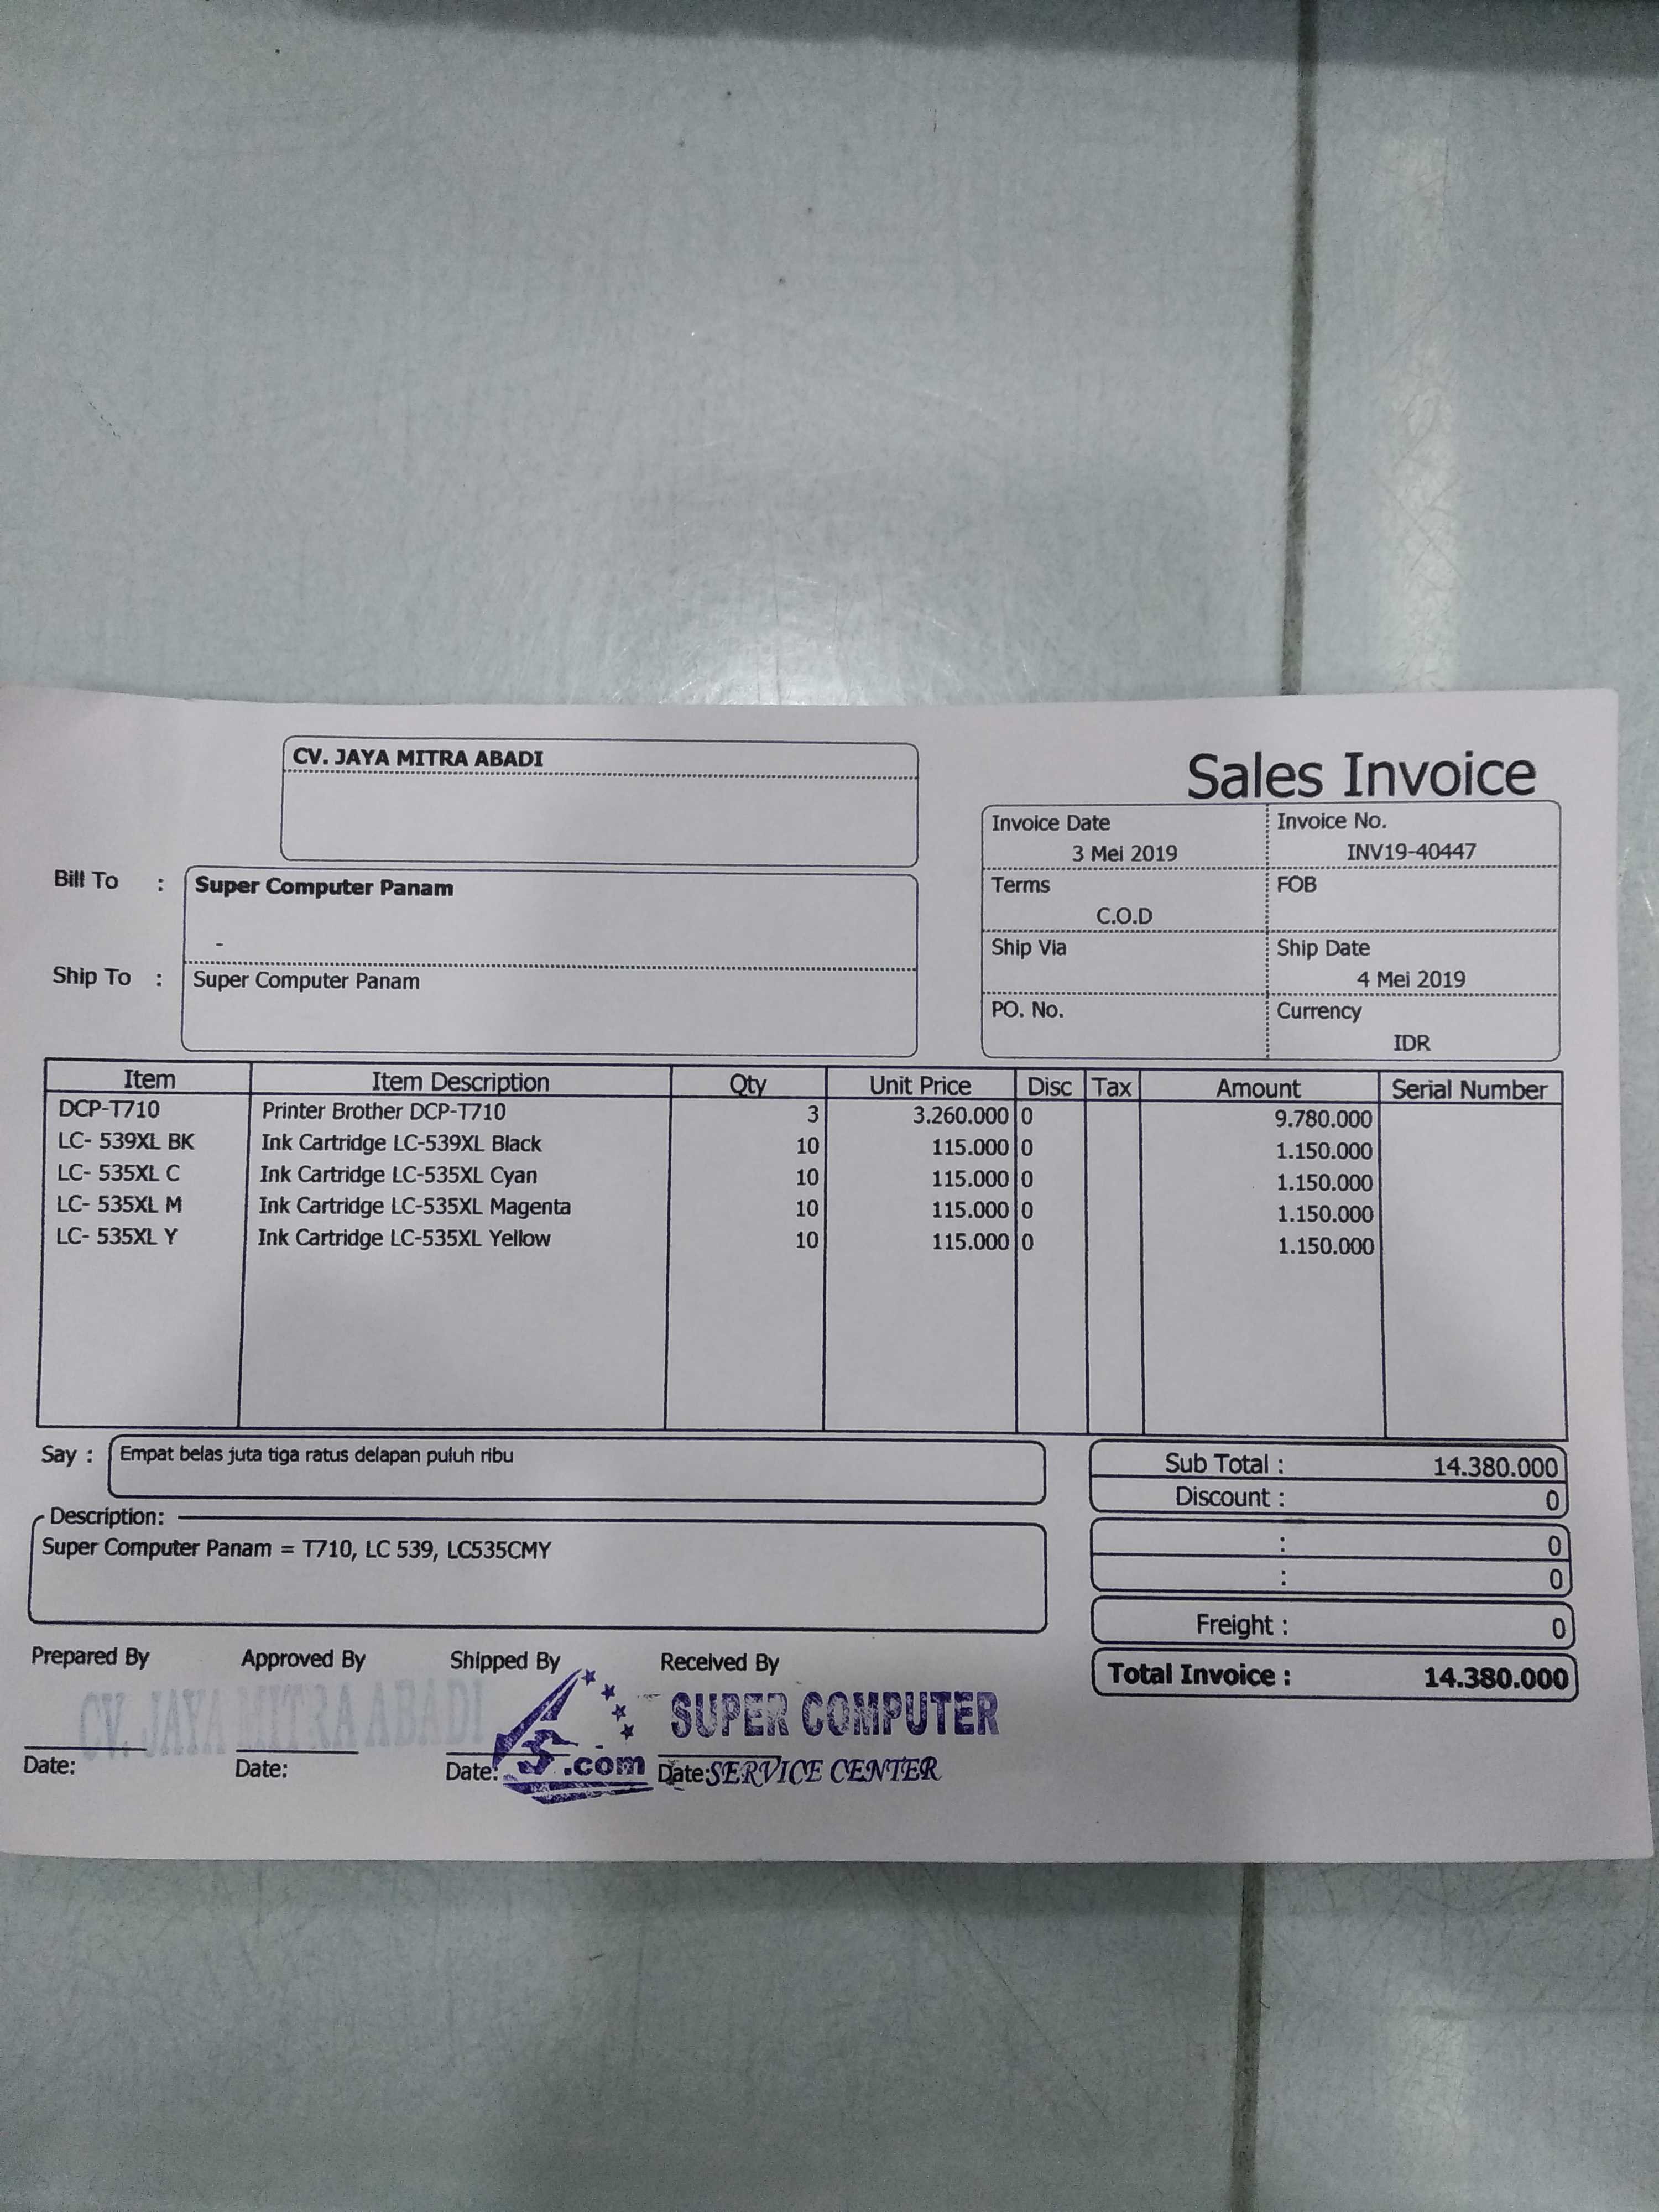 CV. JAYA MITRA ABADI
Sales Invoice
Invoice Date
3 Mei 2019
Invoice No.
INV19-40447
Bill To :
Super Computer Panam
-
Terms
C.O.D
FOB
Ship To :
Super Computer Panam
Ship Via
Ship Date
4 Mei 2019
PO. No.
Currency
IDR
Item Item Description Qty Unit Price Disc Tax Amount Serial Number
DCP-T710 Printer Brother DCP-T710 3 3.260.000 0 9.780.000
LC- 539XL BK Ink Cartridge LC-539XL Black 10 115.000 0 1.150.000
LC- 535XL C Ink Cartridge LC-535XL Cyan 10 115.000 0 1.150.000
LC- 535XL M Ink Cartridge LC-535XL Magenta 10 115.000 0 1.150.000
LC- 535XL Y Ink Cartridge LC-535XL Yellow 10 115.000 0 1.150.000
Say : Empat belas juta tiga ratus delapan puluh ribu
Sub Total : 14.380.000
Discount : 0
Description:
Super Computer Panam = T710, LC 539, LC535CMY
: 0
: 0
Freight : 0
Total Invoice : 14.380.000
Prepared By Approved By Shipped By Received By
CV. JAYA MITRA ABADI
SUPER COMPUTER
S.com
SERVICE CENTER
Date: Date: Date: Date: